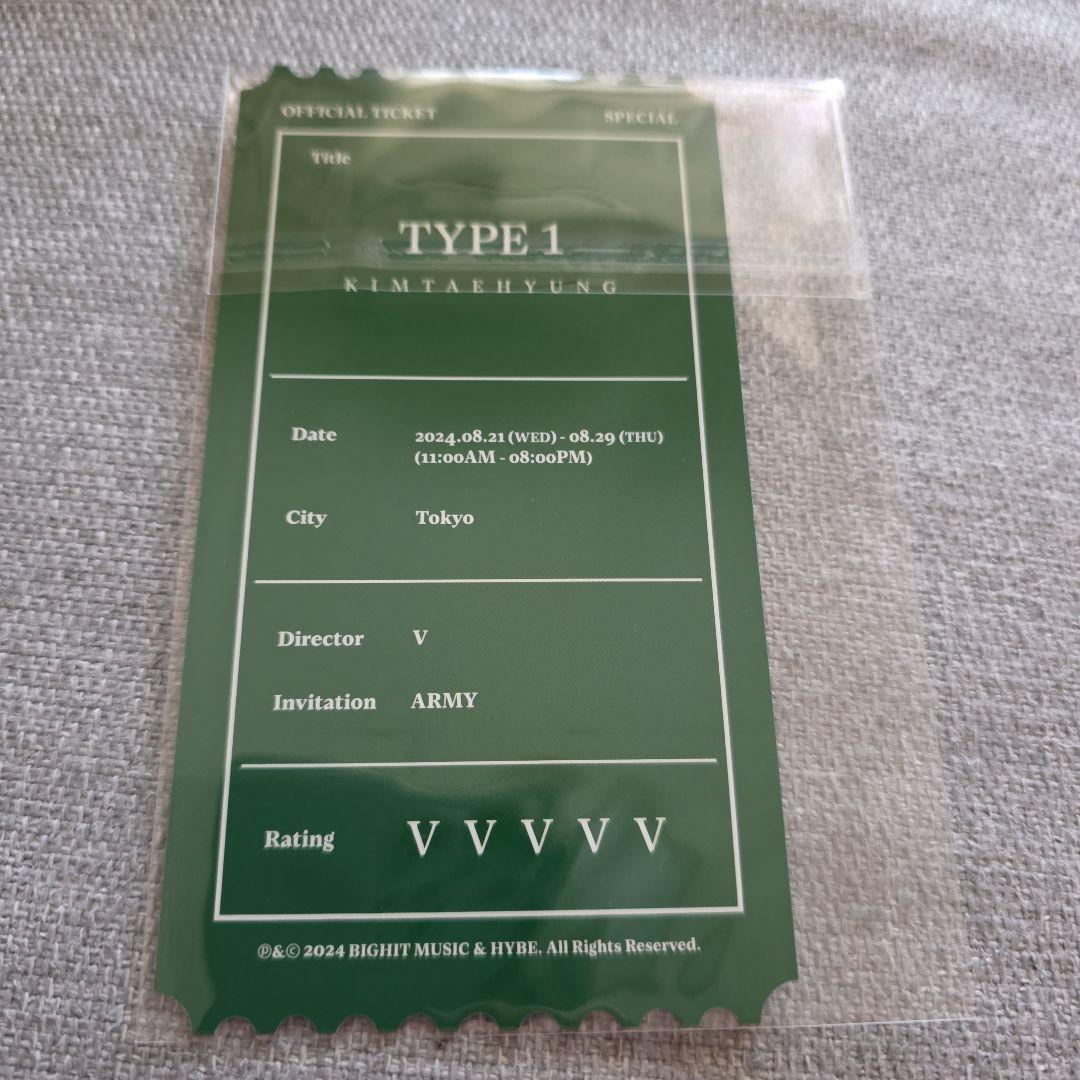 OFFICIAL TICKET SPECIAL
Title
TYPE 1
KIMTAEHYUNG
Date 2024.08.21 (WED) - 08.29 (THU)
(11:00AM - 08:00PM)
City Tokyo
Director V
Invitation ARMY
Rating V V V V V
℗&© 2024 BIGHIT MUSIC & HYBE. All Rights Reserved.